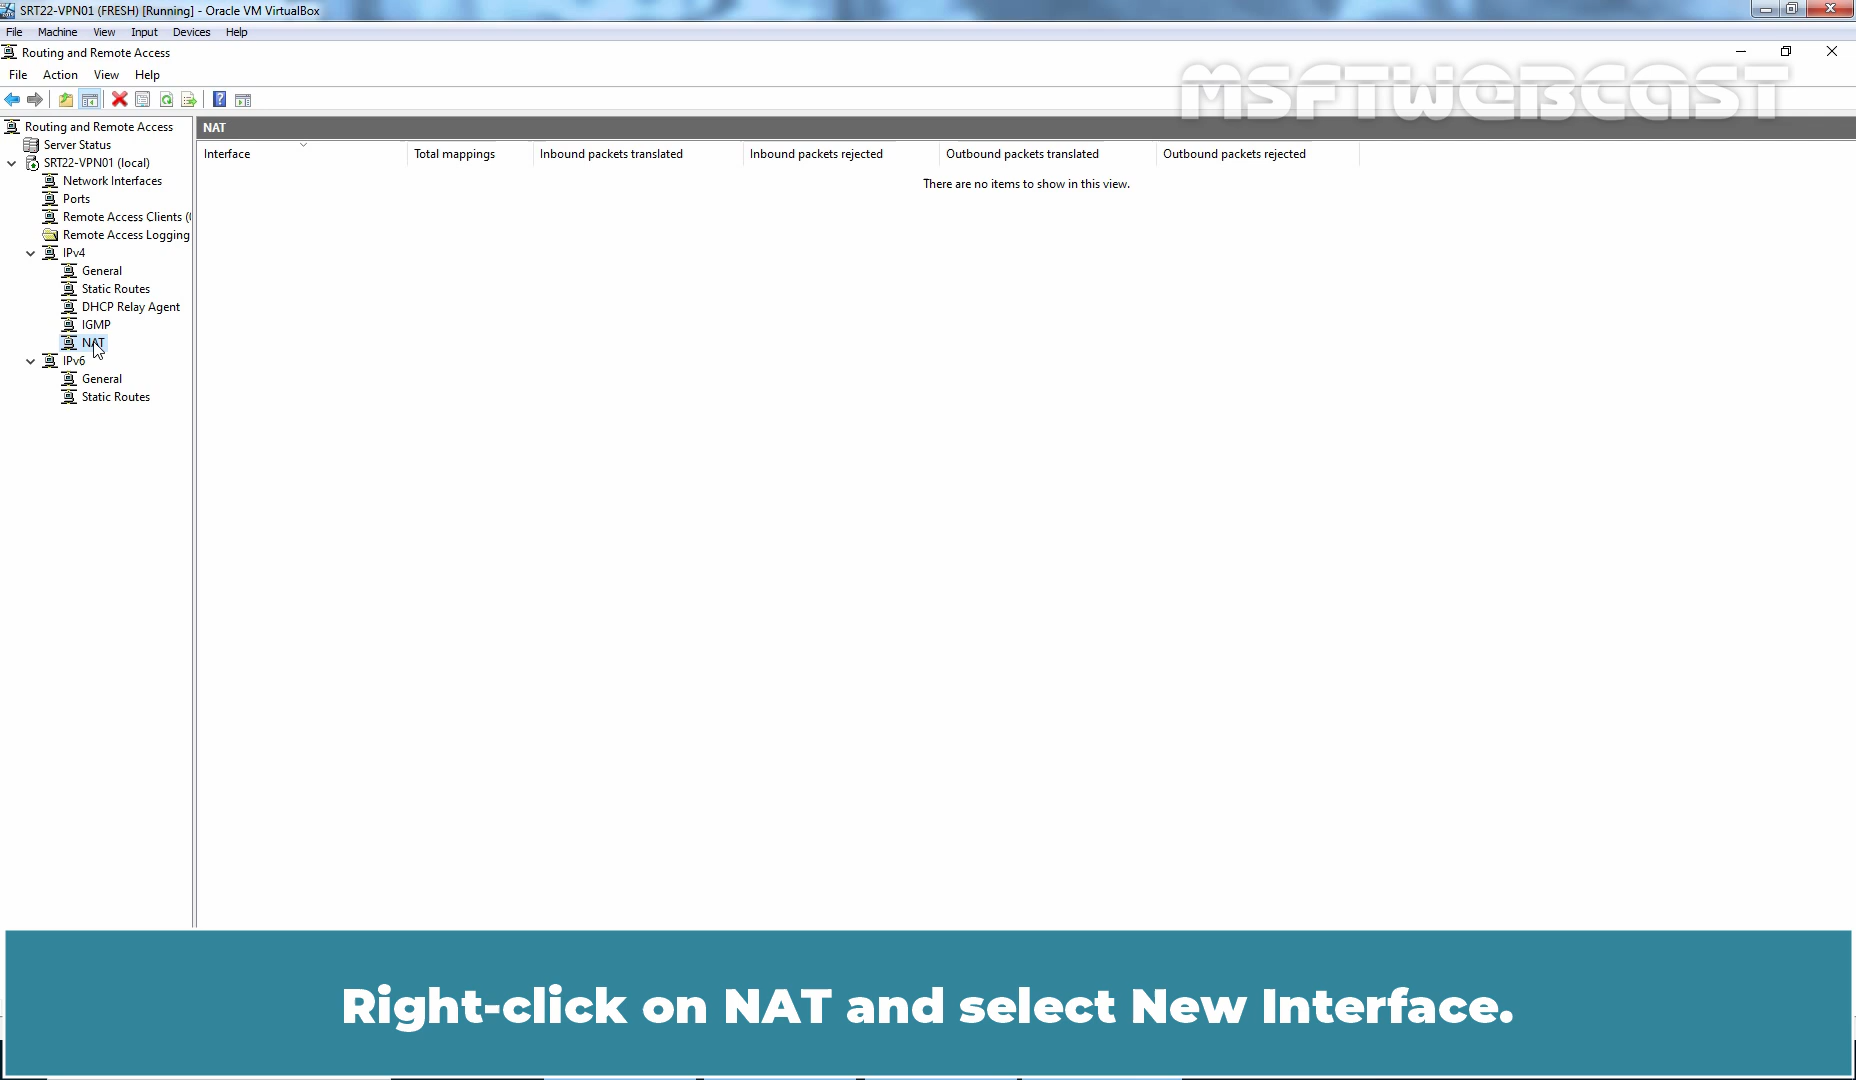 SRT22-VPN01 (FRESH) [Running] - Oracle VM VirtualBox
File Machine View Input Devices Help
Routing and Remote Access
File Action View Help
MSFTWEBCAST
Routing and Remote Access
Server Status
SRT22-VPN01 (local)
Network Interfaces
Ports
Remote Access Clients (
Remote Access Logging
IPv4
General
Static Routes
DHCP Relay Agent
IGMP
NAT
IPv6
General
Static Routes
NAT
Interface Total mappings Inbound packets translated Inbound packets rejected Outbound packets translated Outbound packets rejected
There are no items to show in this view.
Right-click on NAT and select New Interface.